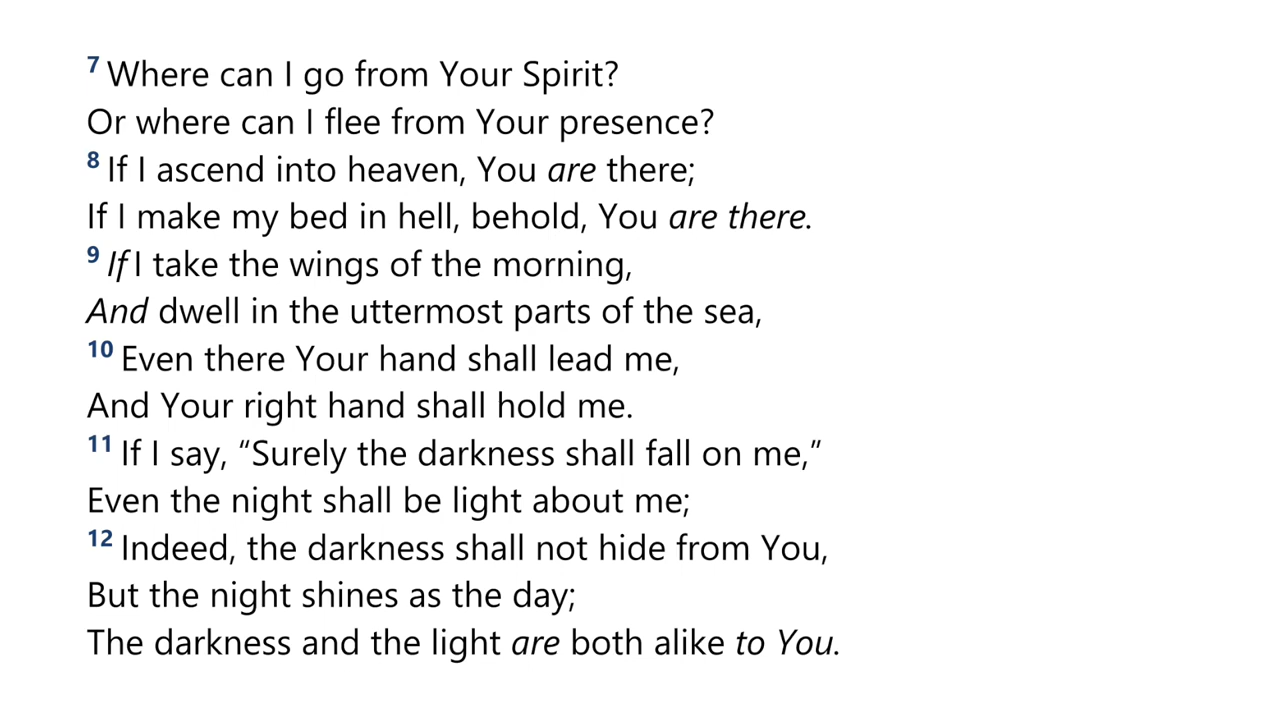 7 Where can I go from Your Spirit?
Or where can I flee from Your presence?
8 If I ascend into heaven, You are there;
If I make my bed in hell, behold, You are there.
9 If I take the wings of the morning,
And dwell in the uttermost parts of the sea,
10 Even there Your hand shall lead me,
And Your right hand shall hold me.
11 If I say, “Surely the darkness shall fall on me,”
Even the night shall be light about me;
12 Indeed, the darkness shall not hide from You,
But the night shines as the day;
The darkness and the light are both alike to You.